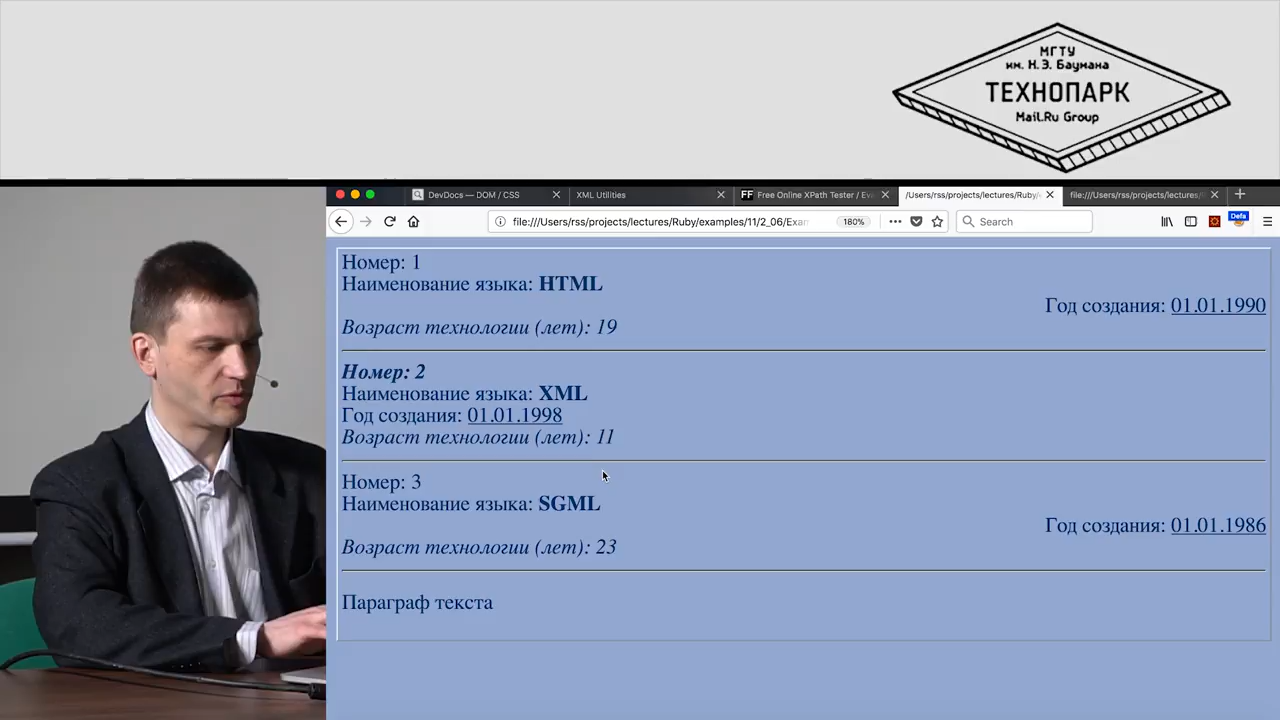 МГТУ
им. Н.Э. Баумана
ТЕХНОПАРК
Mail.Ru Group
DevDocs — DOM / CSS
XML Utilities
FF Free Online XPath Tester / Ev
/Users/rss/projects/lectures/Ruby/
file:///Users/rss/projects/lectures/R
file:///Users/rss/projects/lectures/Ruby/examples/11/2_06/Exam
180%
Search
Defa
Номер: 1
Наименование языка: HTML
Год создания: 01.01.1990
Возраст технологии (лет): 19
Номер: 2
Наименование языка: XML
Год создания: 01.01.1998
Возраст технологии (лет): 11
Номер: 3
Наименование языка: SGML
Год создания: 01.01.1986
Возраст технологии (лет): 23
Параграф текста